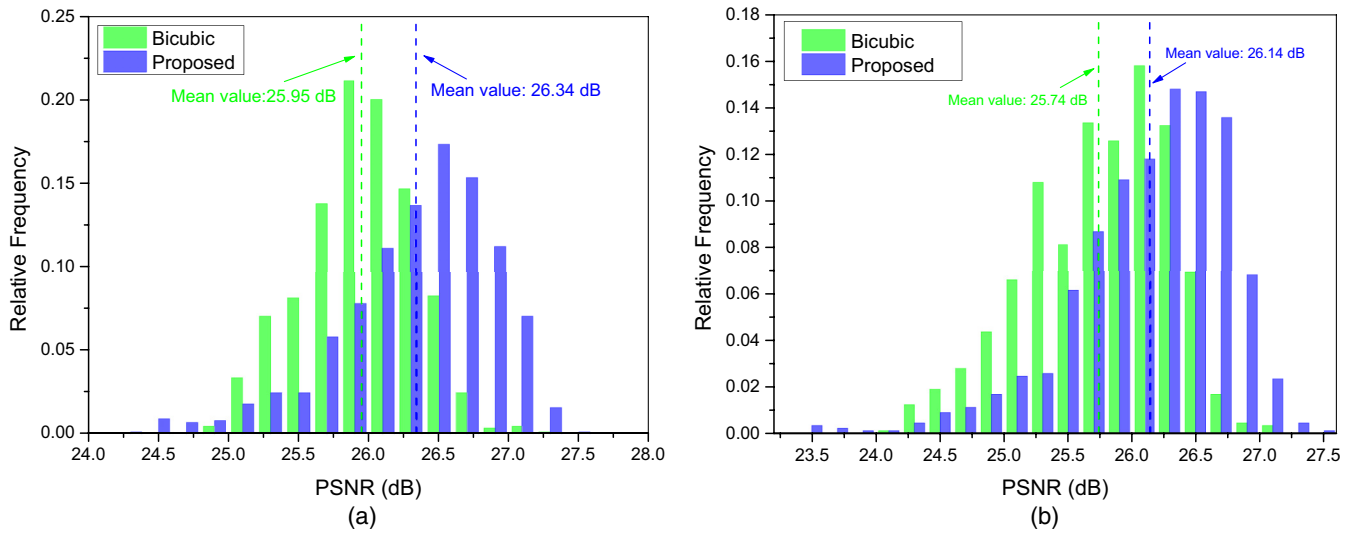 0.25
0.20
0.15
0.10
0.05
0.00
Relative Frequency
Bicubic
Proposed
Mean value:25.95 dB
Mean value: 26.34 dB
24.0 24.5 25.0 25.5 26.0 26.5 27.0 27.5 28.0
PSNR (dB)
(a)
0.18
0.16
0.14
0.12
0.10
0.08
0.06
0.04
0.02
0.00
Relative Frequency
Bicubic
Proposed
Mean value: 25.74 dB
Mean value: 26.14 dB
23.5 24.0 24.5 25.0 25.5 26.0 26.5 27.0 27.5
PSNR (dB)
(b)